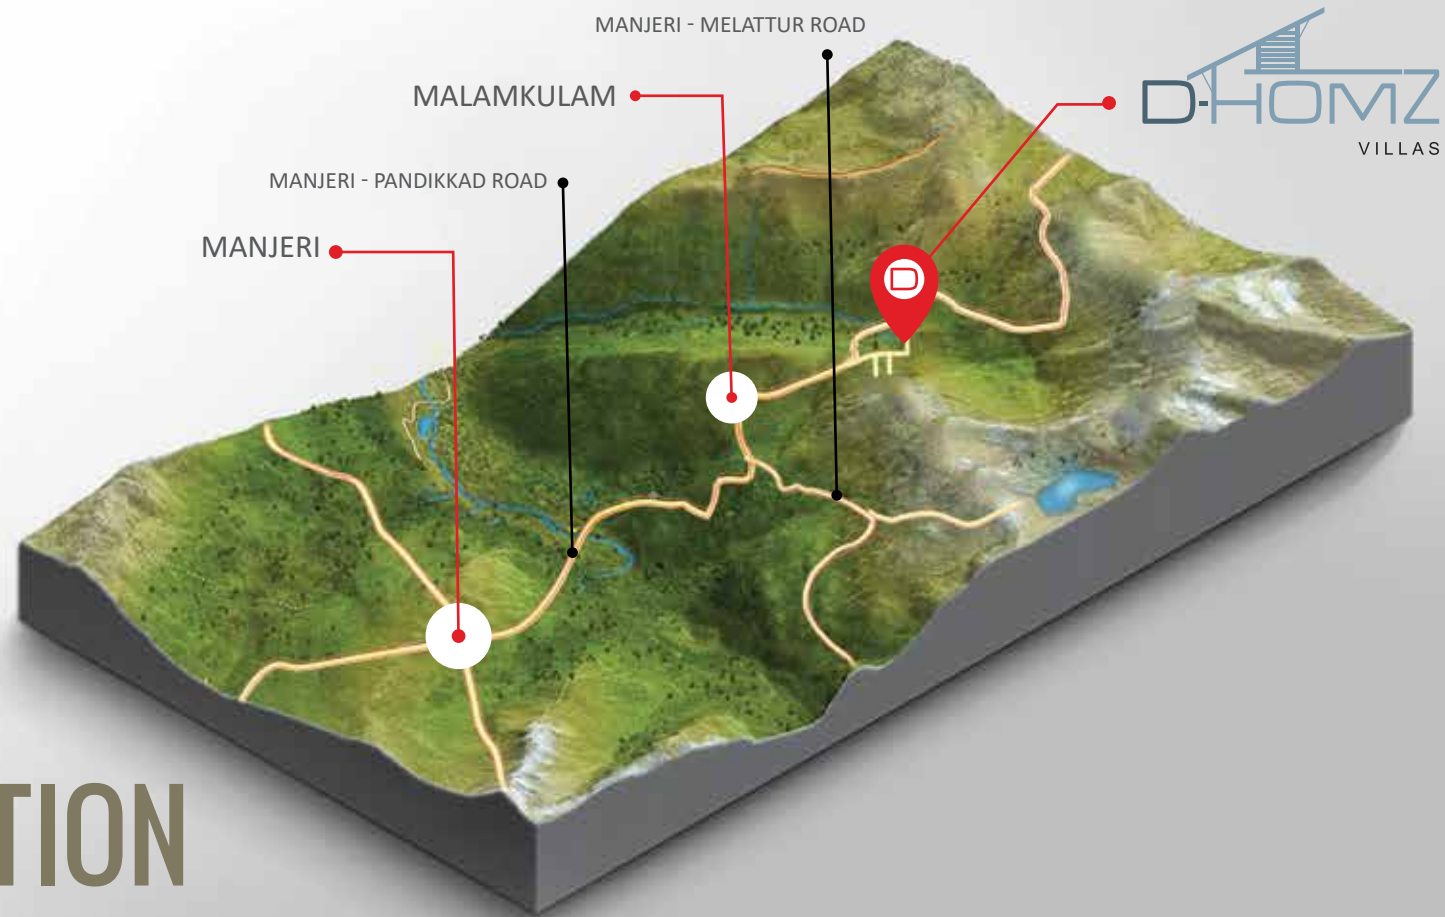 MANJERI - MELATTUR ROAD
D-HOMZ
VILLAS
MALAMKULAM
MANJERI - PANDIKKAD ROAD
MANJERI
D
TION